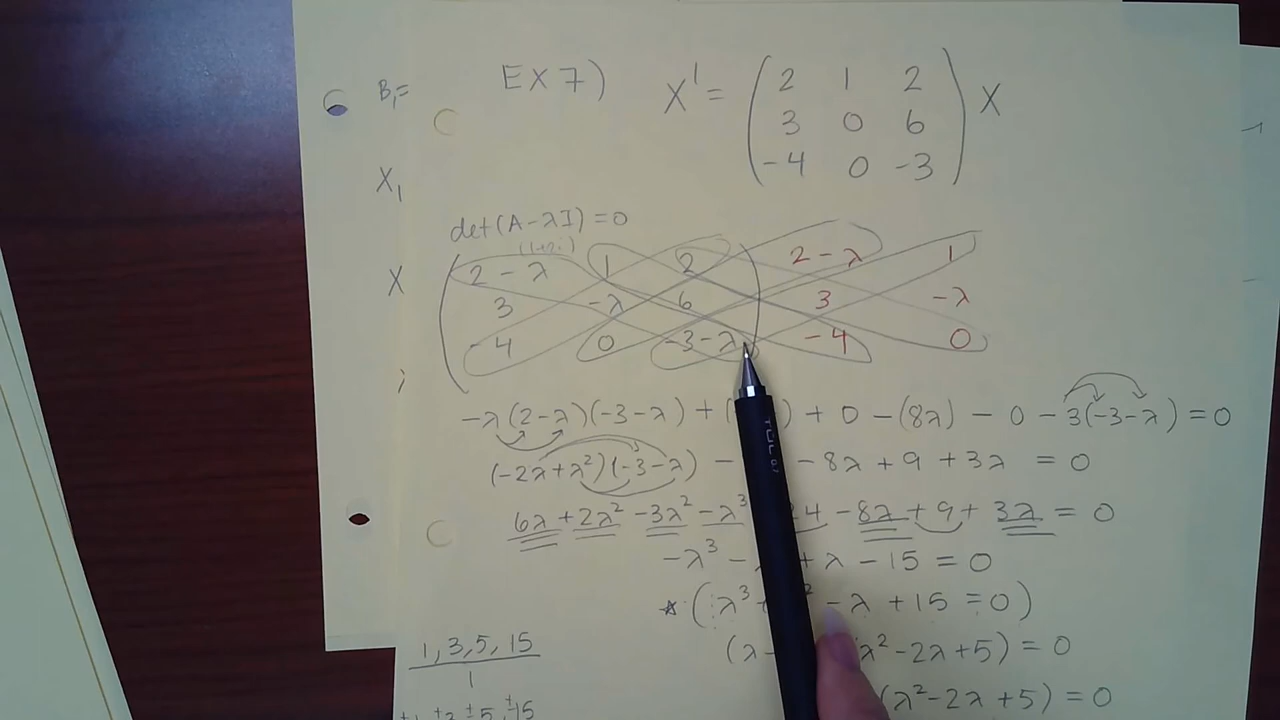 B₁=
EX 7) X' = ( 2 1 2
3 0 6
-4 0 -3 ) X
C
X₁
det(A-λI) = 0
X
2-λ 1 2 2-λ 1
3 -λ 6 3 -λ
-4 0 -3-λ -4 0
-λ(2-λ)(-3-λ) + ( ) + 0 - (8λ) - 0 - 3(-3-λ) = 0
(-2λ+λ²)(-3-λ) - -8λ + 9 + 3λ = 0
6λ + 2λ² - 3λ² - λ³ 4 - 8λ + 9 + 3λ = 0
C
-λ³ - + λ - 15 = 0
* (λ³ + ² - λ + 15 = 0)
1, 3, 5, 15
1
(λ λ² - 2λ + 5) = 0
(λ² - 2λ + 5) = 0
±5, ±15